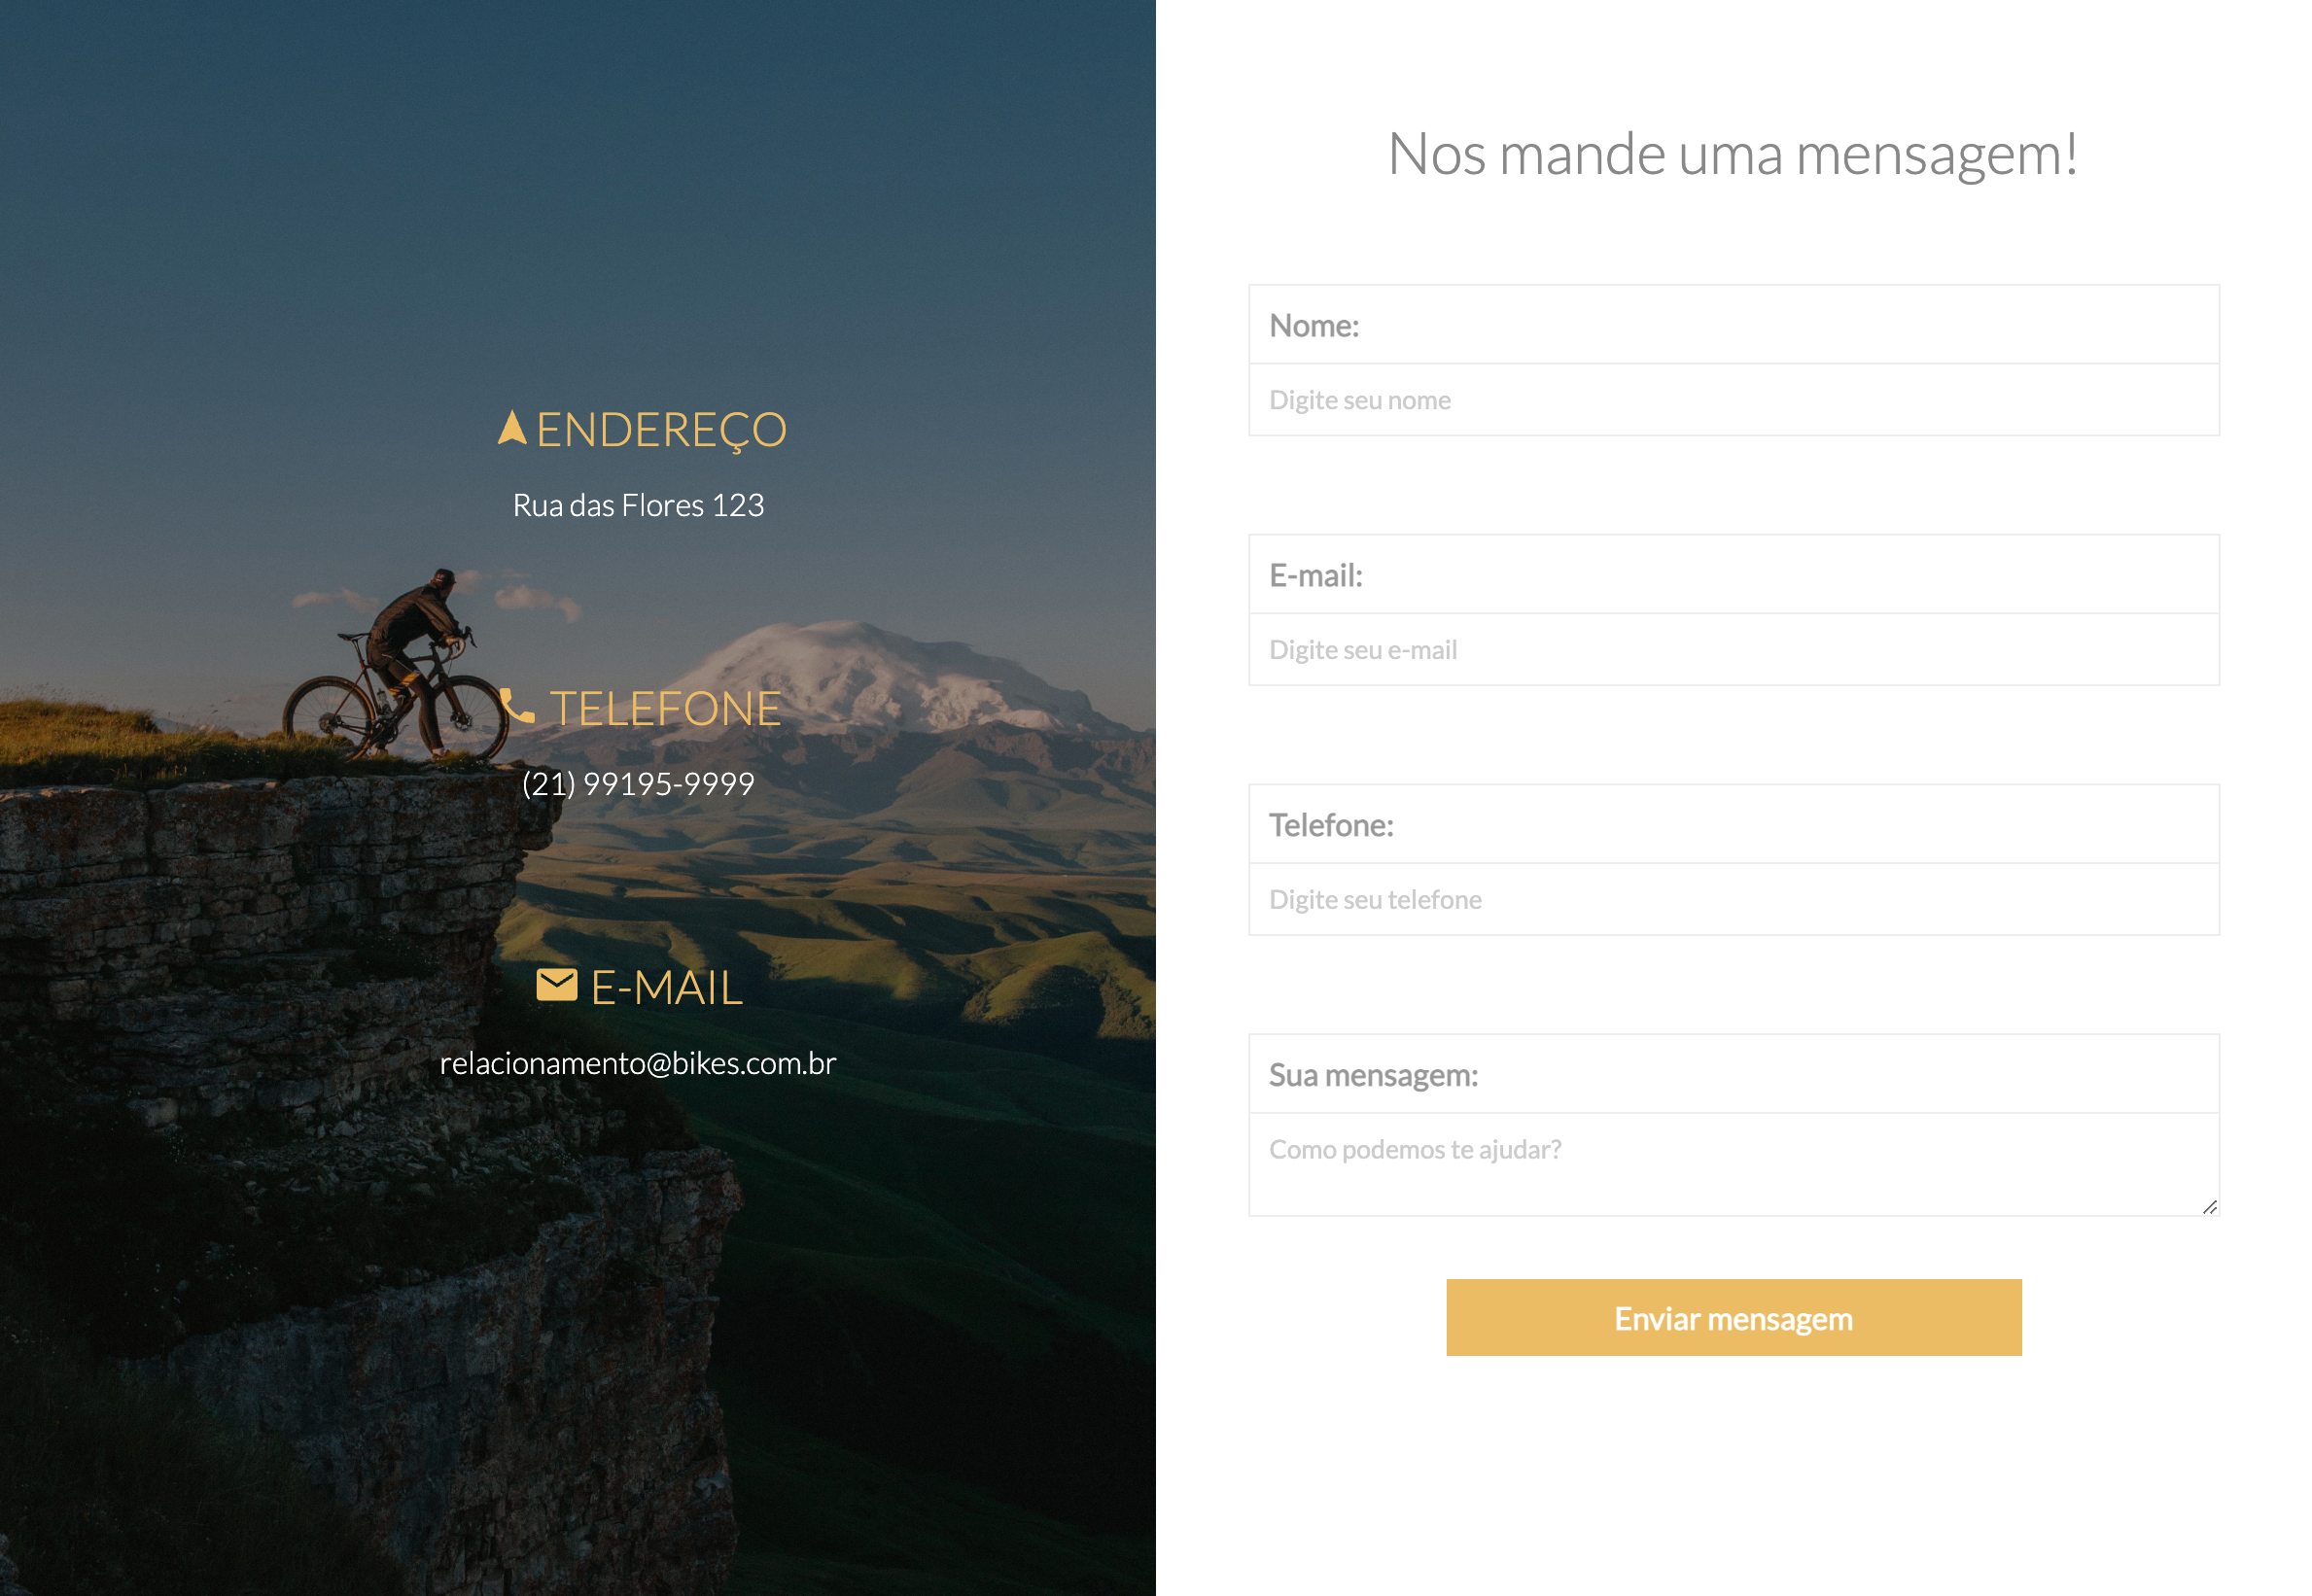 ENDEREÇO
Rua das Flores 123
TELEFONE
(21) 99195-9999
E-MAIL
relacionamento@bikes.com.br
Nos mande uma mensagem!
Nome:
Digite seu nome
E-mail:
Digite seu e-mail
Telefone:
Digite seu telefone
Sua mensagem:
Como podemos te ajudar?
Enviar mensagem